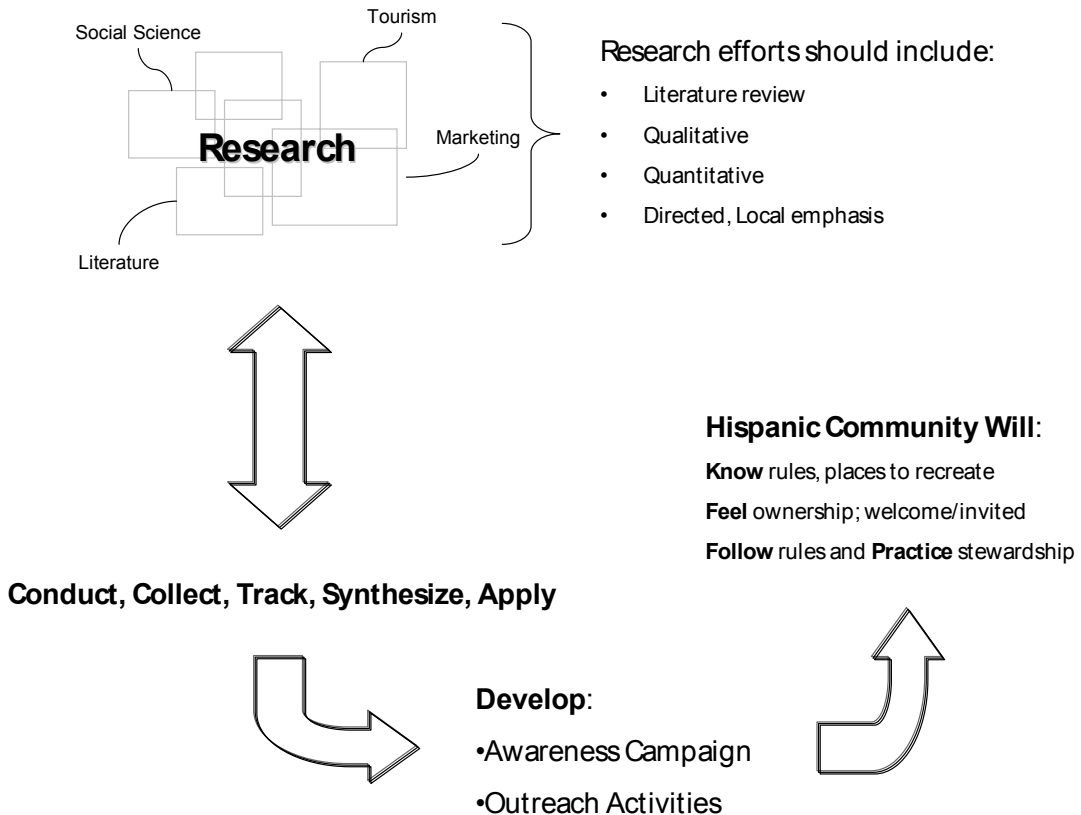 Social Science
Tourism
Research
Marketing
Literature
Research efforts should include:
• Literature review
• Qualitative
• Quantitative
• Directed, Local emphasis
Conduct, Collect, Track, Synthesize, Apply
Develop:
•Awareness Campaign
•Outreach Activities
Hispanic Community Will:
Know rules, places to recreate
Feel ownership; welcome/invited
Follow rules and Practice stewardship